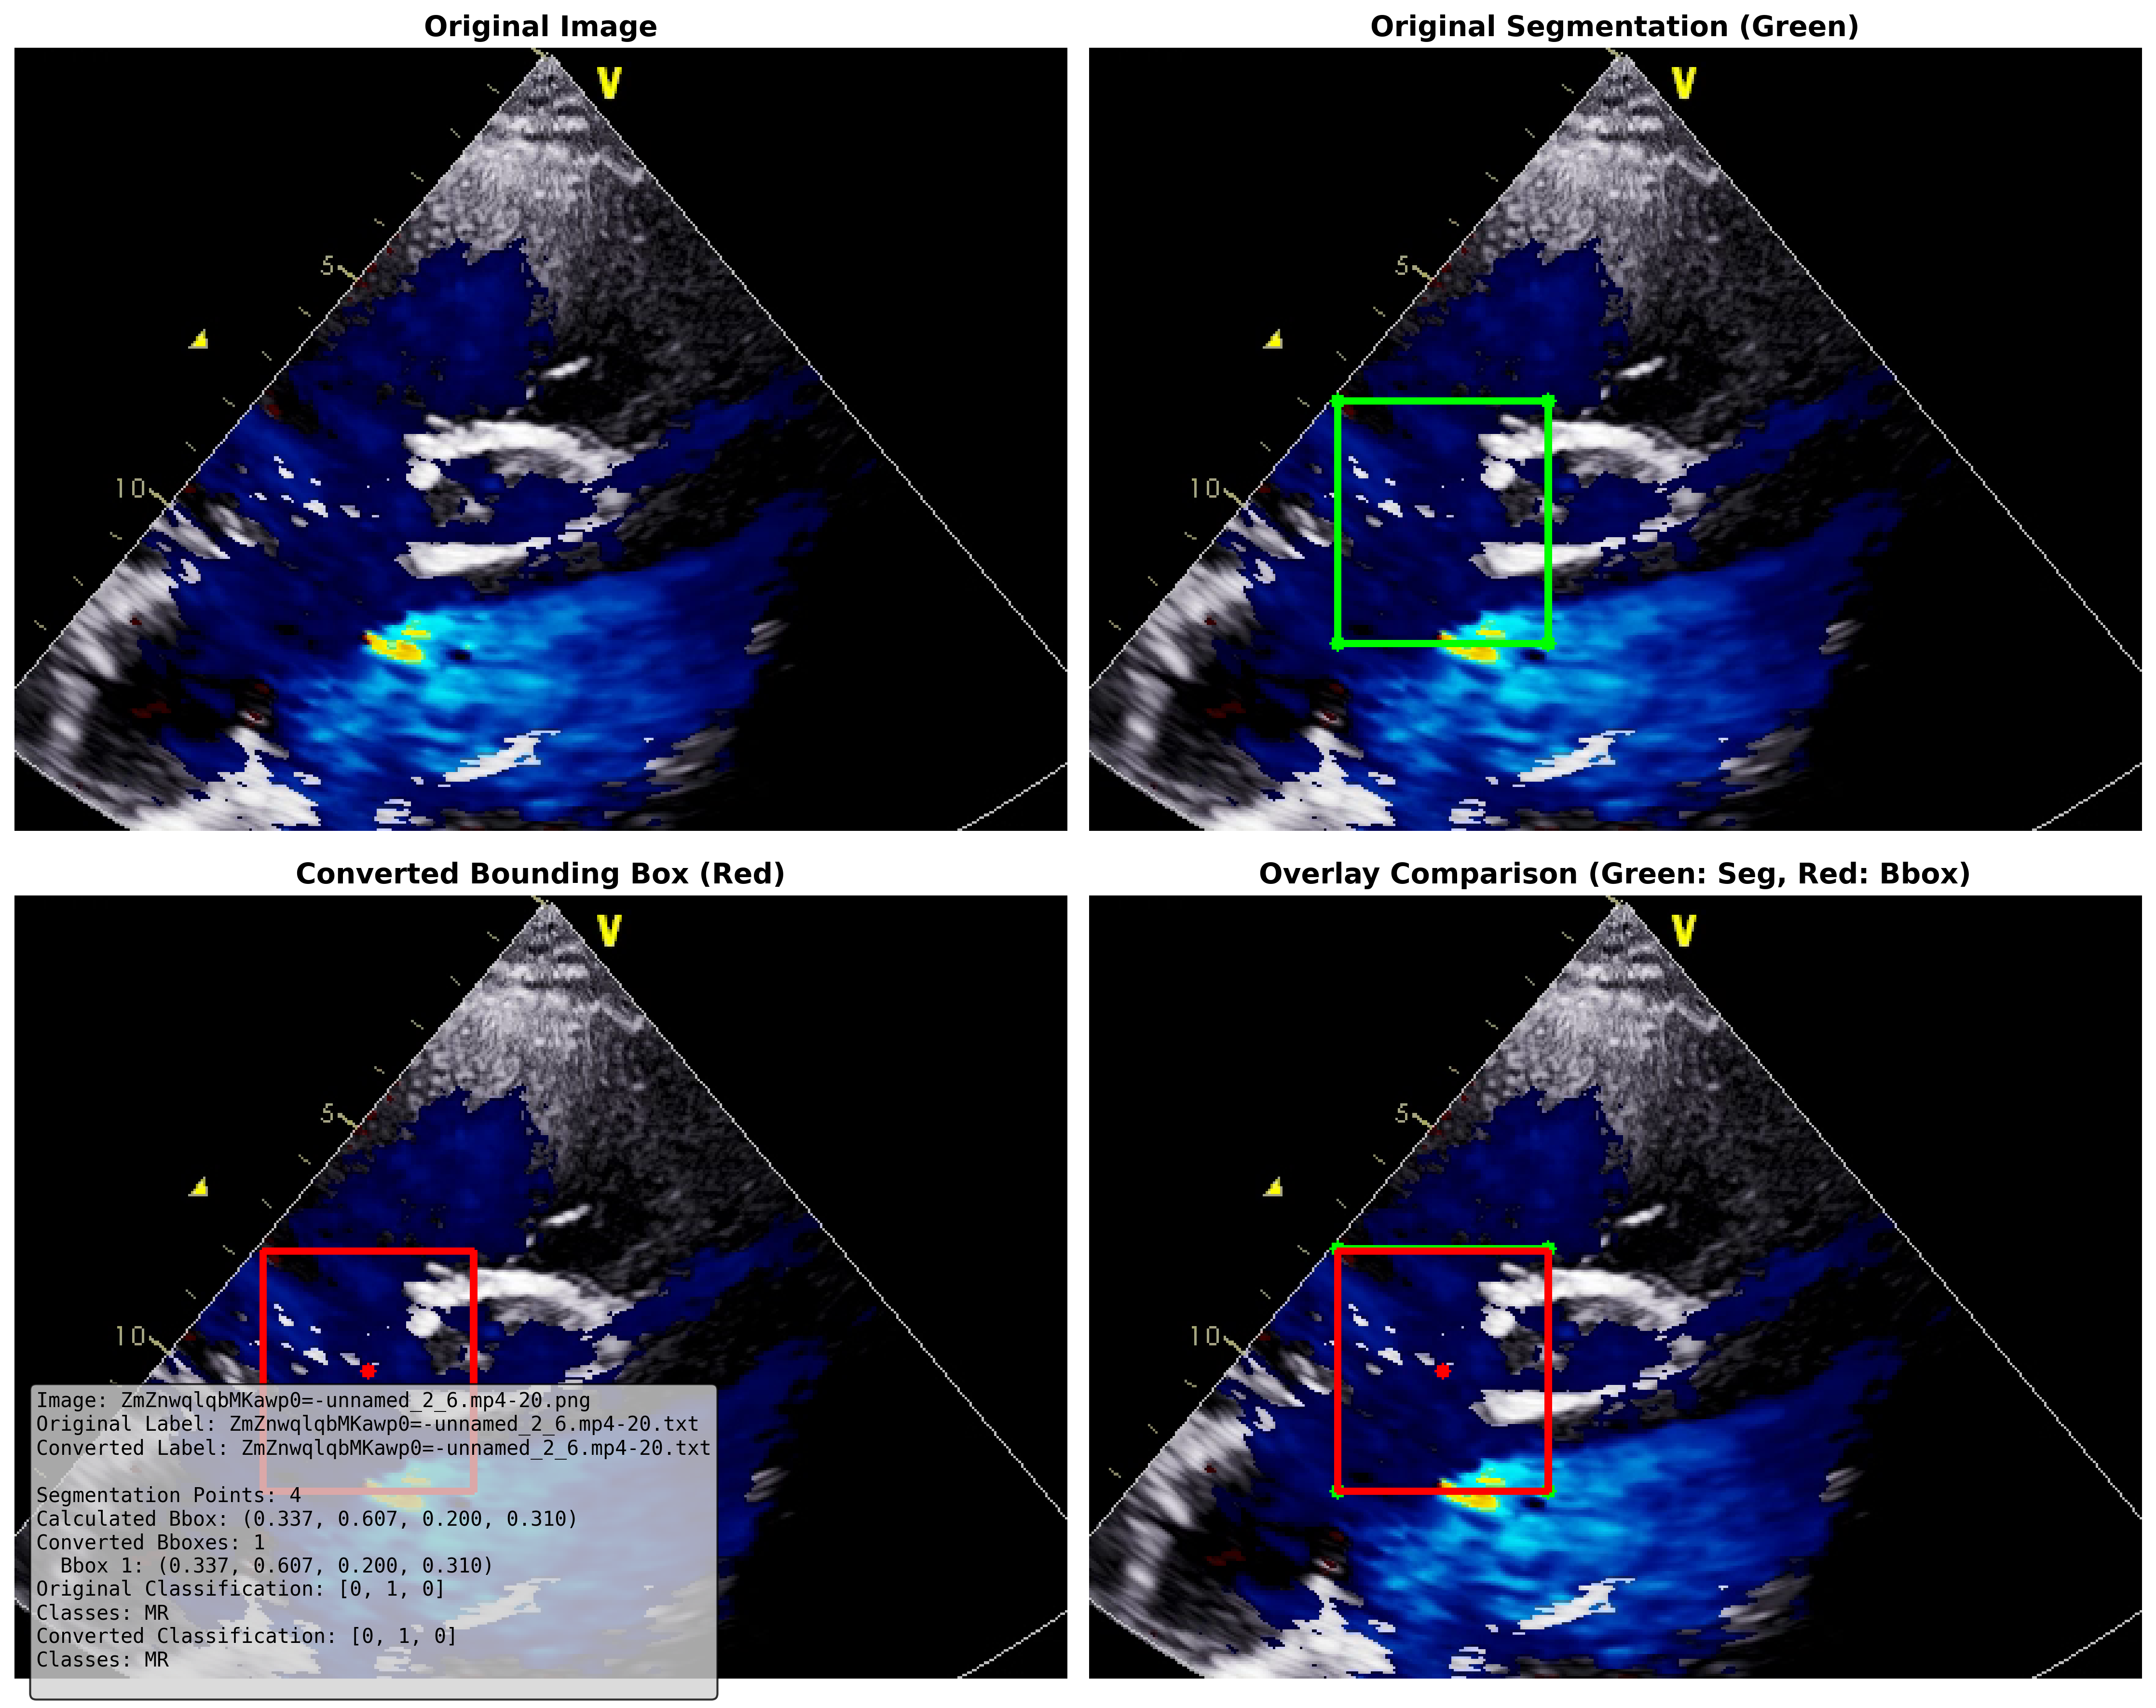 Original Image
Original Segmentation (Green)
V
5
10
V
5
10
Converted Bounding Box (Red)
Overlay Comparison (Green: Seg, Red: Bbox)
V
5
10
V
5
10
Image: ZmZnwqlqbMKawp0=-unnamed_2_6.mp4-20.png
Original Label: ZmZnwqlqbMKawp0=-unnamed_2_6.mp4-20.txt
Converted Label: ZmZnwqlqbMKawp0=-unnamed_2_6.mp4-20.txt
Segmentation Points: 4
Calculated Bbox: (0.337, 0.607, 0.200, 0.310)
Converted Bboxes: 1
Bbox 1: (0.337, 0.607, 0.200, 0.310)
Original Classification: [0, 1, 0]
Classes: MR
Converted Classification: [0, 1, 0]
Classes: MR